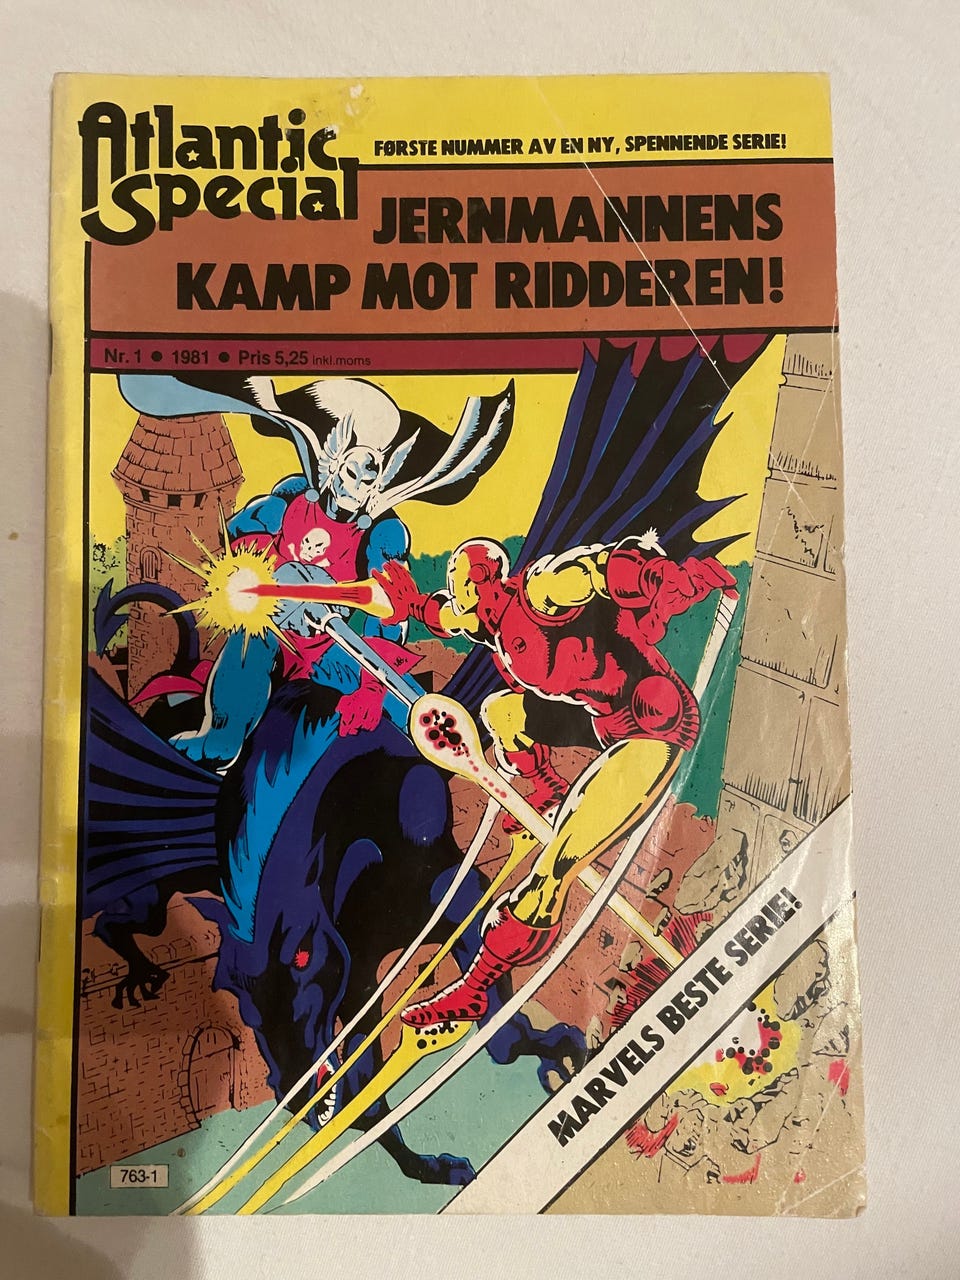 Atlantic
Special
FØRSTE NUMMER AV EN NY, SPENNENDE SERIE!
JERNMANNENS
KAMP MOT RIDDEREN!
Nr. 1 ● 1981 ● Pris 5,25 inkl.moms
MARVELS BESTE SERIE!
763-1